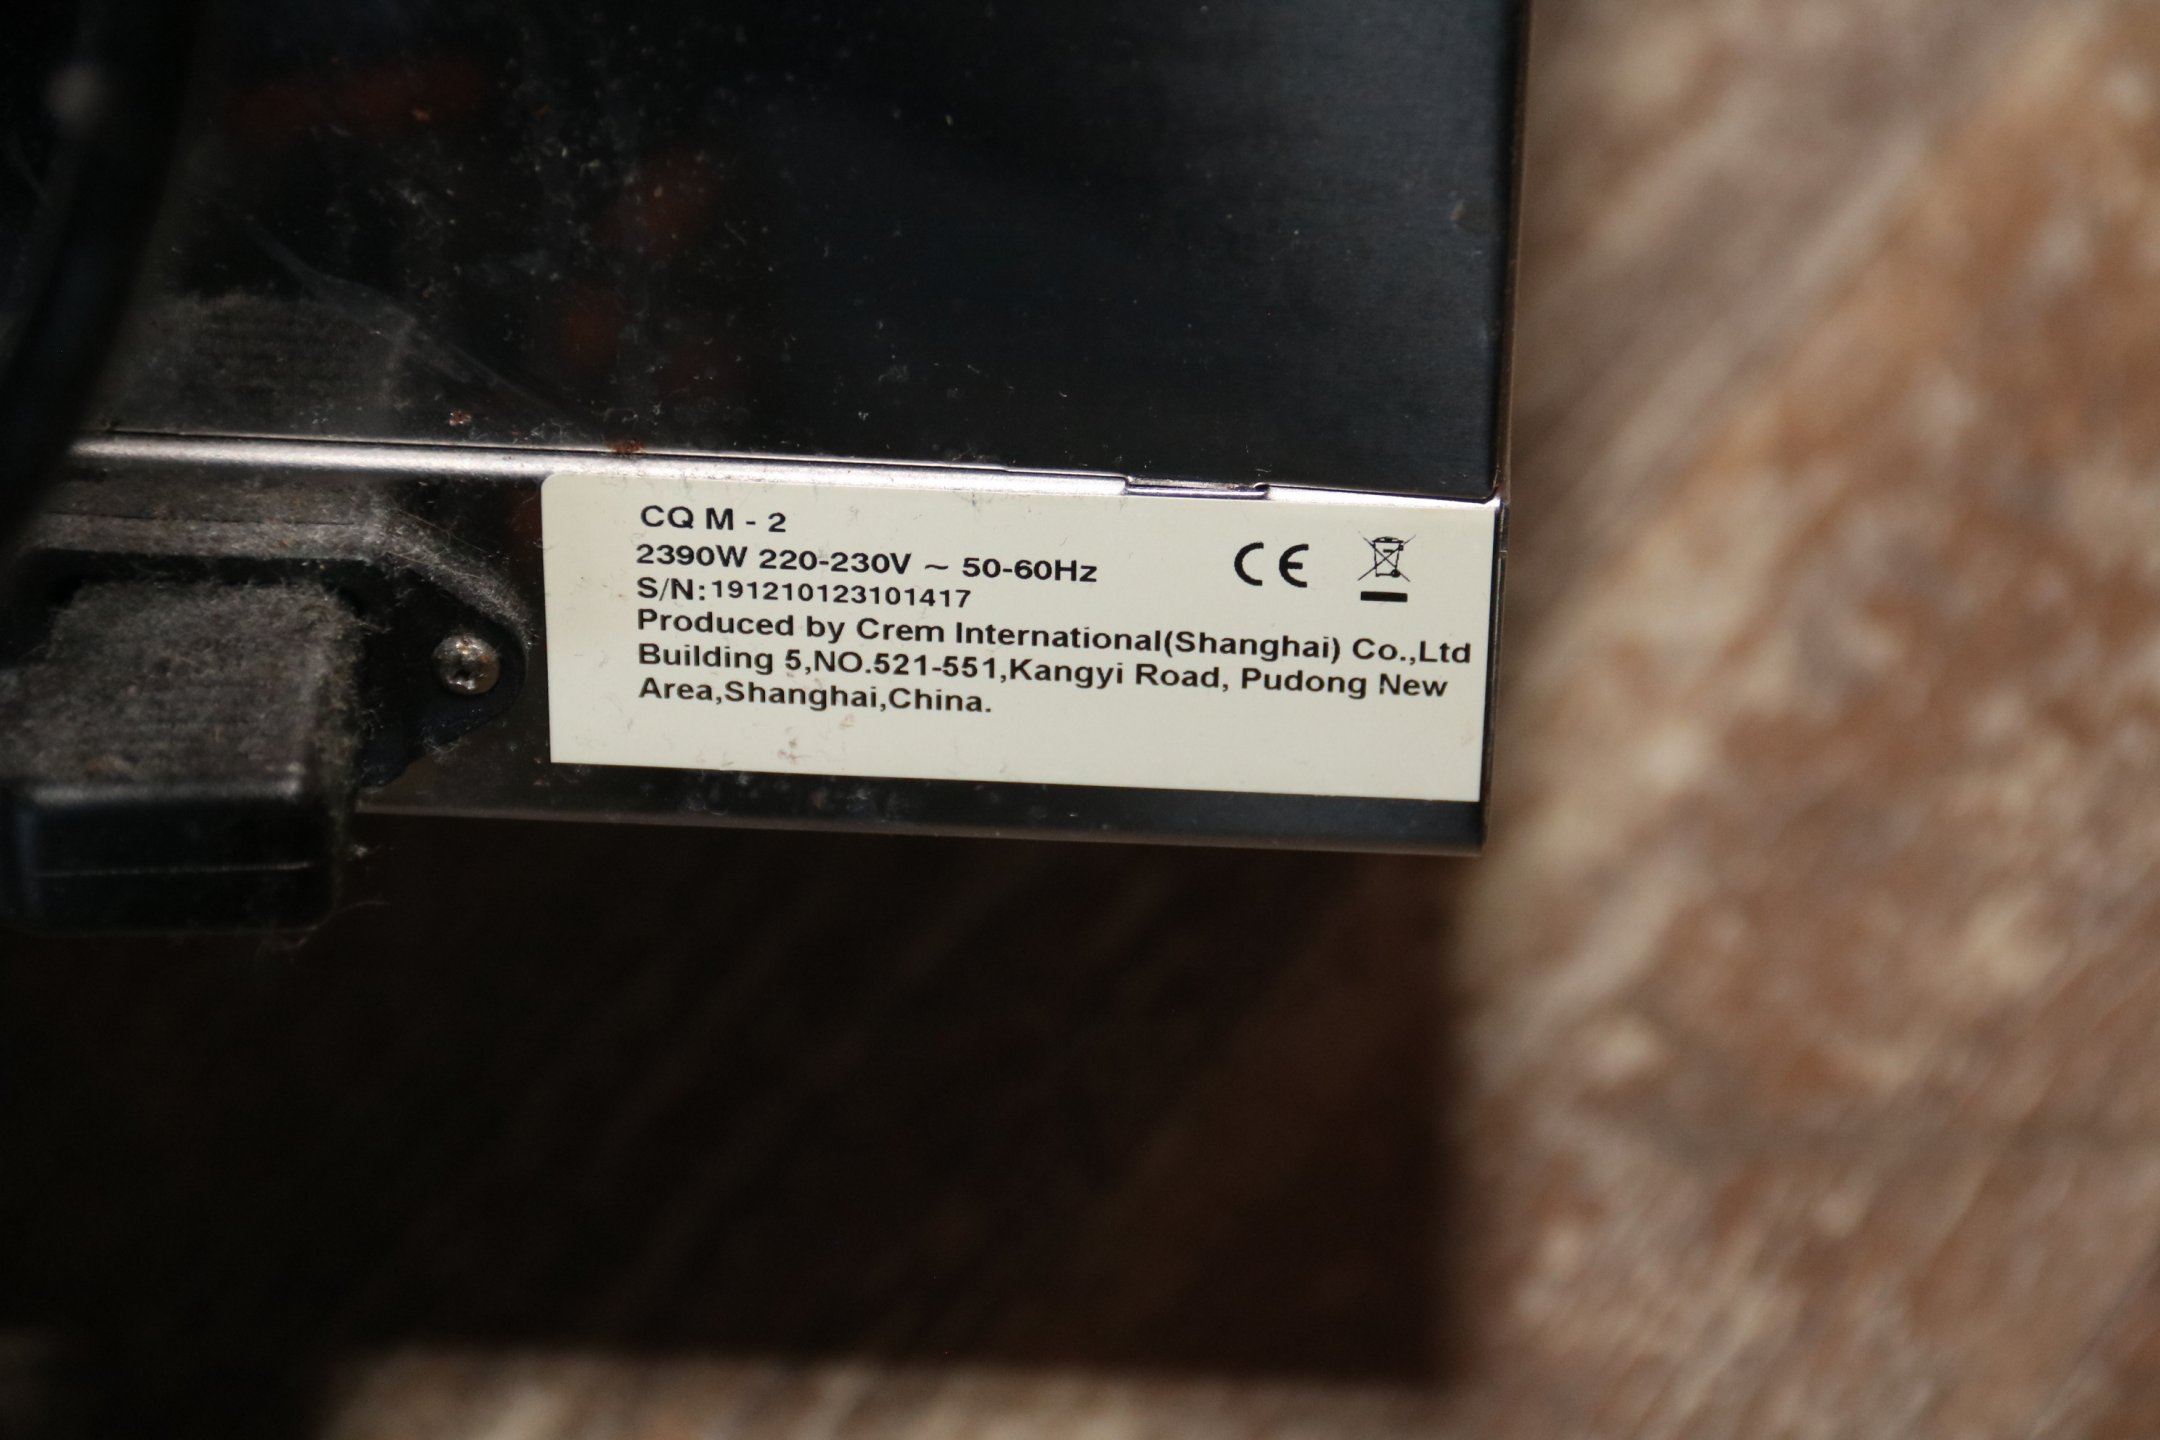 CQ M - 2
2390W 220-230V ~ 50-60Hz
S/N:191210123101417
Produced by Crem International(Shanghai) Co.,Ltd
Building 5,NO.521-551,Kangyi Road, Pudong New
Area,Shanghai,China.
CE